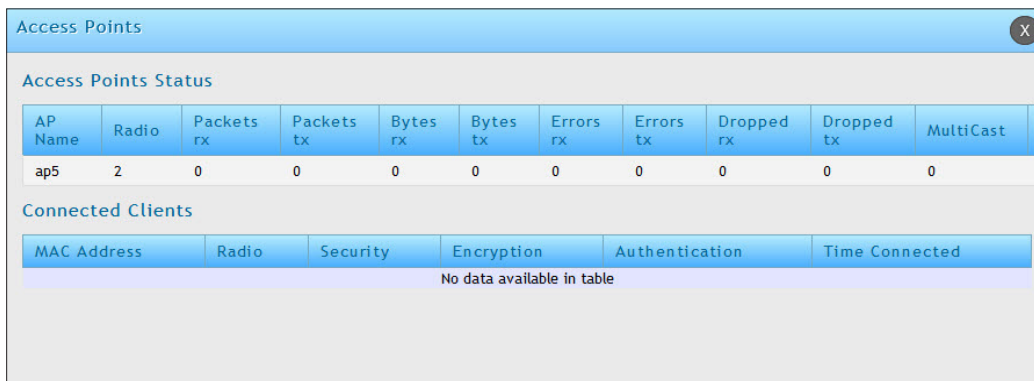 Access Points
X
Access Points Status
AP Name Radio Packets rx Packets tx Bytes rx Bytes tx Errors rx Errors tx Dropped rx Dropped tx MultiCast
ap5 2 0 0 0 0 0 0 0 0 0
Connected Clients
MAC Address Radio Security Encryption Authentication Time Connected
No data available in table